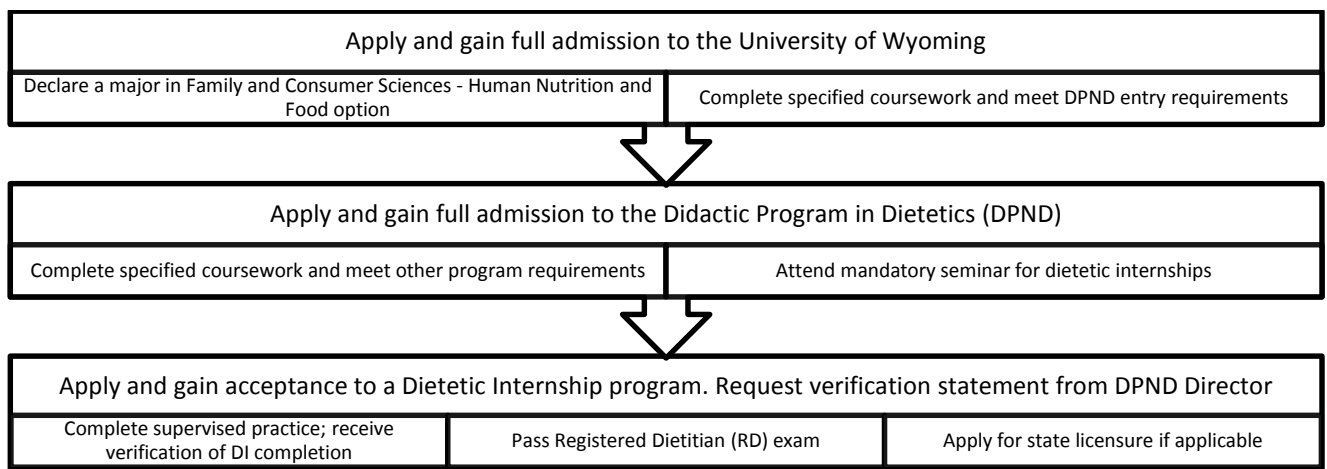 Apply and gain full admission to the University of Wyoming
Declare a major in Family and Consumer Sciences - Human Nutrition and
Food option
Complete specified coursework and meet DPND entry requirements
Apply and gain full admission to the Didactic Program in Dietetics (DPND)
Complete specified coursework and meet other program requirements
Attend mandatory seminar for dietetic internships
Apply and gain acceptance to a Dietetic Internship program. Request verification statement from DPND Director
Complete supervised practice; receive
verification of DI completion
Pass Registered Dietitian (RD) exam
Apply for state licensure if applicable